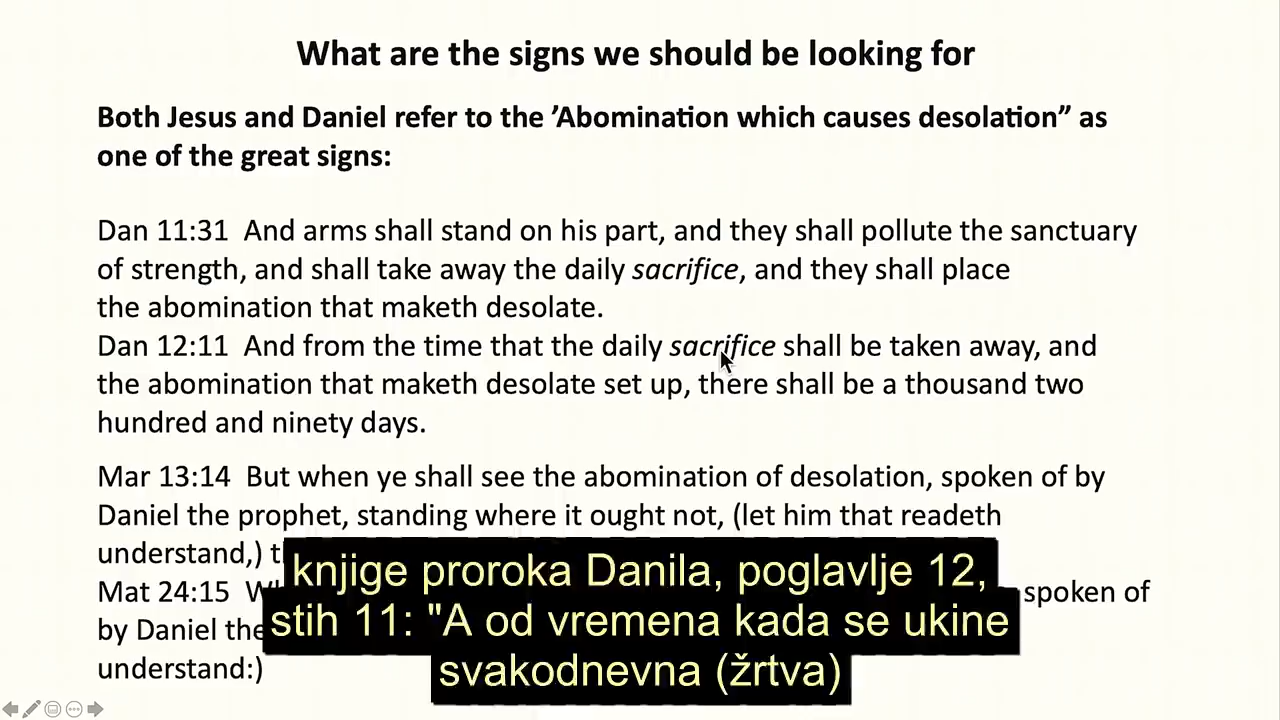 What are the signs we should be looking for
Both Jesus and Daniel refer to the ’Abomination which causes desolation” as
one of the great signs:
Dan 11:31 And arms shall stand on his part, and they shall pollute the sanctuary
of strength, and shall take away the daily sacrifice, and they shall place
the abomination that maketh desolate.
Dan 12:11 And from the time that the daily sacrifice shall be taken away, and
the abomination that maketh desolate set up, there shall be a thousand two
hundred and ninety days.
Mar 13:14 But when ye shall see the abomination of desolation, spoken of by
Daniel the prophet, standing where it ought not, (let him that readeth
understand,)
Mat 24:15 spoken of
by Daniel the
understand:)
knjige proroka Danila, poglavlje 12,
stih 11: "A od vremena kada se ukine
svakodnevna (žrtva)